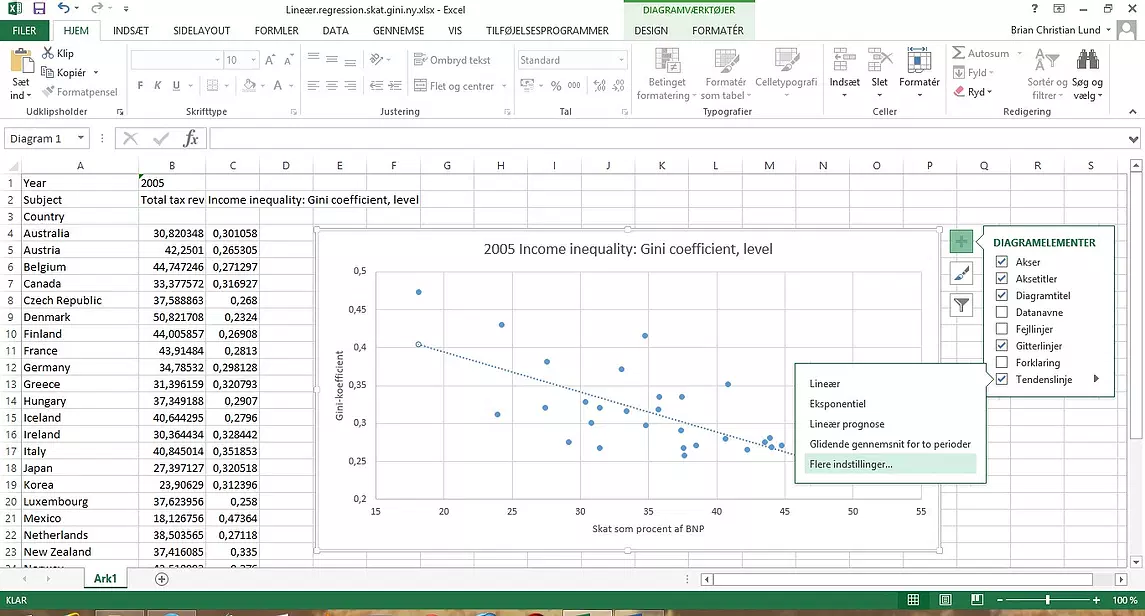 Lineær.regression.skat.gini.ny.xlsx - Excel
DIAGRAMVÆRKTØJER
FILER HJEM INDSÆT SIDELAYOUT FORMLER DATA GENNEMSE VIS TILFØJELSESPROGRAMMER DESIGN FORMATÉR
Brian Christian Lund
Sæt ind
Klip
Kopiér
Formatpensel
Udklipsholder
10
F K U
Skrifttype
Ombryd tekst
Flet og centrer
Justering
Standard
% 000
Tal
Betinget formatering
Formatér som tabel
Celletypografi
Typografier
Indsæt Slet Formatér
Celler
Autosum
Fyld
Ryd
Sortér og filtrer
Søg og vælg
Redigering
Diagram 1
fx
A B C D E F G H I J K L M N O P Q R S
1 Year 2005
2 Subject Total tax rev Income inequality: Gini coefficient, level
3 Country
4 Australia 30,820348 0,301058
5 Austria 42,2501 0,265305
6 Belgium 44,747246 0,271297
7 Canada 33,377572 0,316927
8 Czech Republic 37,588863 0,268
9 Denmark 50,821708 0,2324
10 Finland 44,005857 0,26908
11 France 43,91484 0,2813
12 Germany 34,78532 0,298128
13 Greece 31,396159 0,320793
14 Hungary 37,349188 0,2907
15 Iceland 40,644295 0,2796
16 Ireland 30,364434 0,328442
17 Italy 40,845014 0,351853
18 Japan 27,397127 0,320518
19 Korea 23,90629 0,312396
20 Luxembourg 37,623956 0,258
21 Mexico 18,126756 0,47364
22 Netherlands 38,503565 0,27118
23 New Zealand 37,416085 0,335
2005 Income inequality: Gini coefficient, level
0,5
0,45
0,4
0,35
0,3
0,25
0,2
Gini-koefficient
15 20 25 30 35 40 45 50 55
Skat som procent af BNP
DIAGRAMELEMENTER
Akser
Aksetitler
Diagramtitel
Datanavne
Fejllinjer
Gitterlinjer
Forklaring
Tendenslinje
Lineær
Eksponentiel
Lineær prognose
Glidende gennemsnit for to perioder
Flere indstillinger...
Ark1
KLAR
100 %